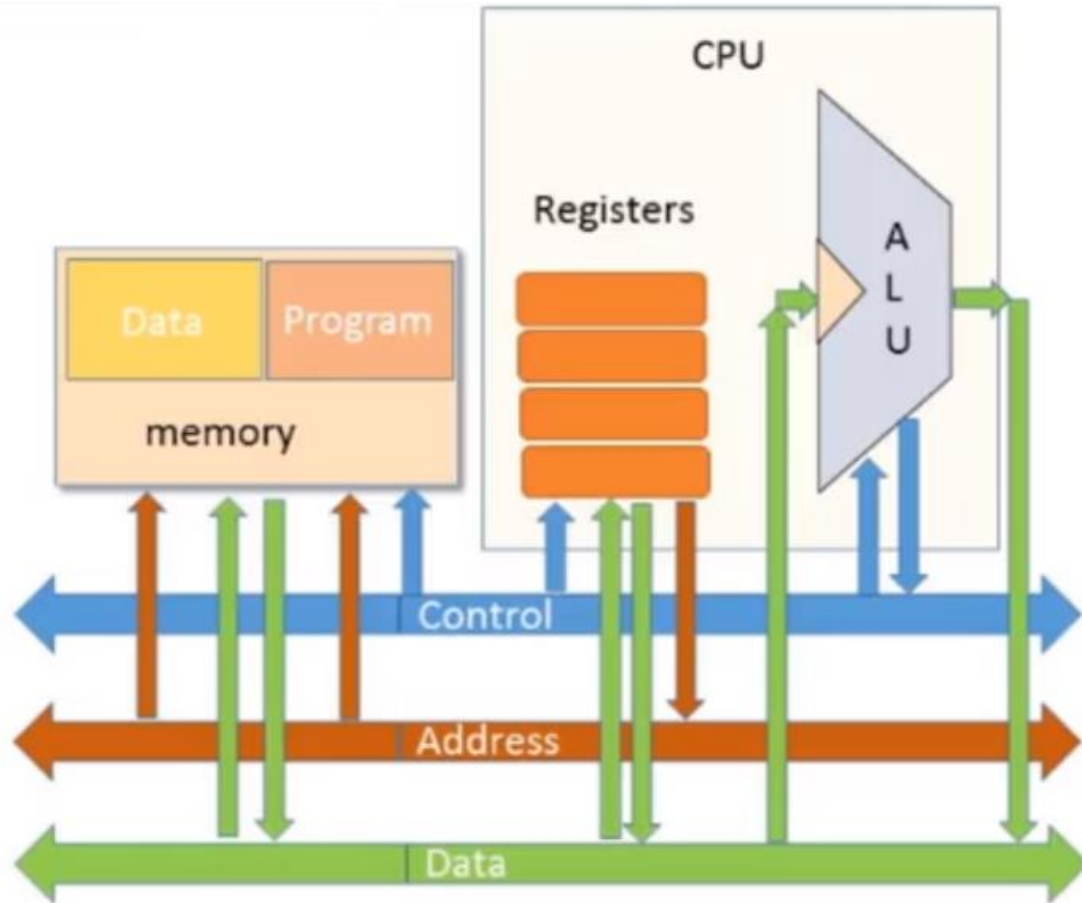 CPU
Registers
A
L
U
Data
Program
memory
Control
Address
Data